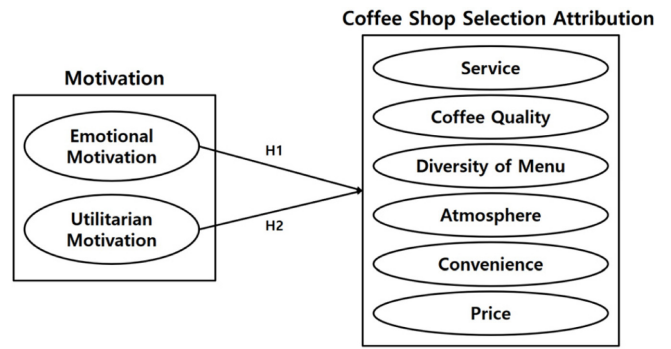 Coffee Shop Selection Attribution
Motivation
Emotional
Motivation
Utilitarian
Motivation
H1
H2
Service
Coffee Quality
Diversity of Menu
Atmosphere
Convenience
Price